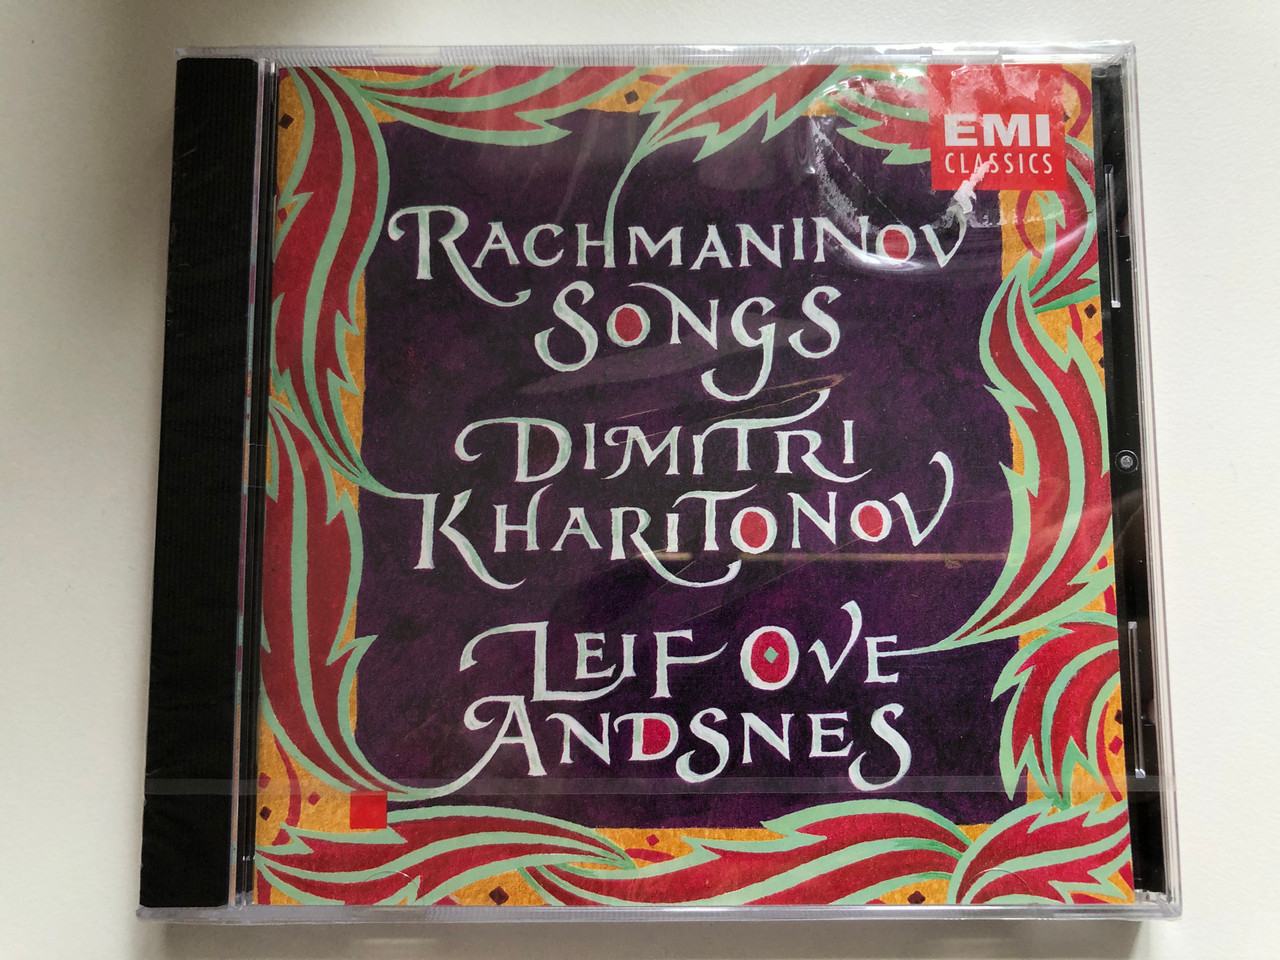 EMI
CLASSICS
RACHMANINOV
SONGS
DIMITRI
KHARITONOV
LEIF OVE
ANDSNES